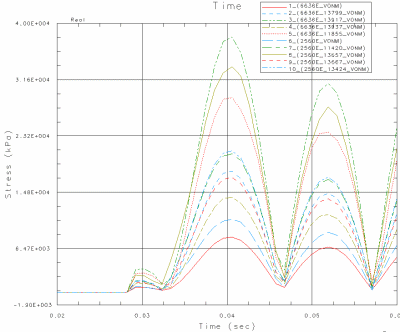 Time
Real
1_(6636E_VONM)
2_(6636E_13799_VONM)
3_(6636E_13917_VONM)
4_(6636E_13937_VONM)
5_(6636E_11855_VONM)
6_(2560E_VONM)
7_(2560E_11420_VONM)
8_(2560E_13657_VONM)
9_(2560E_13667_VONM)
10_(2560E_13424_VONM)
4.00E+004
3.16E+004
2.32E+004
1.48E+004
6.47E+003
-1.90E+003
Stress (kPa)
0.02
0.03
0.04
0.05
Time (sec)